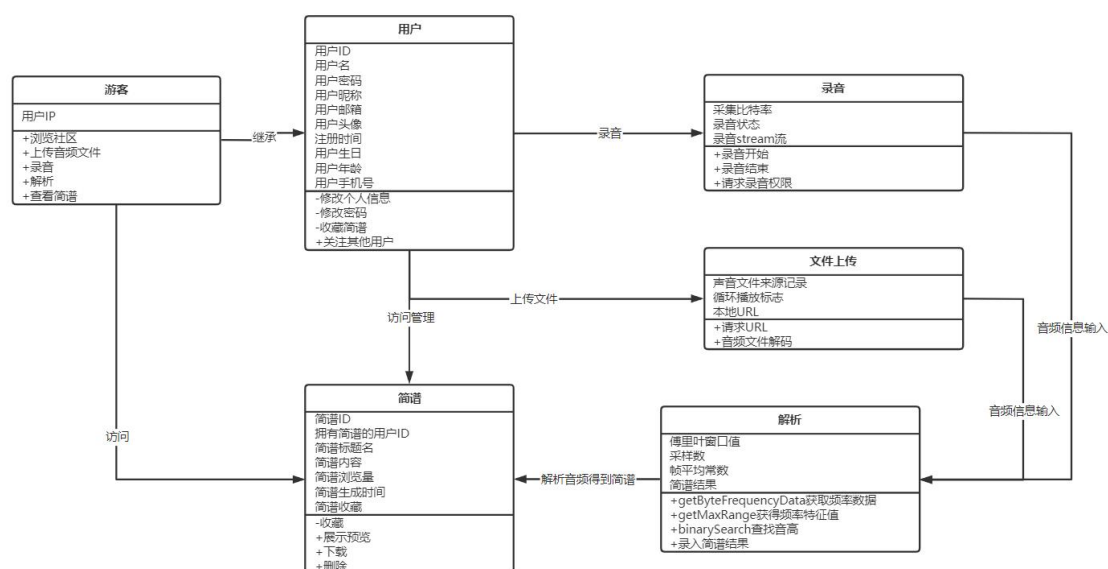 用户
用户ID
用户名
用户密码
用户昵称
用户邮箱
用户头像
注册时间
用户生日
用户年龄
用户手机号
-修改个人信息
-修改密码
-收藏简谱
+关注其他用户
游客
用户IP
+浏览社区
+上传音频文件
+录音
+解析
+查看简谱
继承
录音
录音
采集比特率
录音状态
录音stream流
+录音开始
+录音结束
+请求录音权限
文件上传
声音文件来源记录
循环播放标志
本地URL
+请求URL
+音频文件解码
上传文件
访问管理
音频信息输入
音频信息输入
访问
简谱
简谱ID
拥有简谱的用户ID
简谱标题名
简谱内容
简谱浏览量
简谱生成时间
简谱收藏
-收藏
+展示预览
+下载
+删除
解析音频得到简谱
解析
傅里叶窗口值
采样数
帧平均常数
简谱结果
+getByteFrequencyData获取频率数据
+getMaxRange获得频率特征值
+binarySearch查找音高
+录入简谱结果